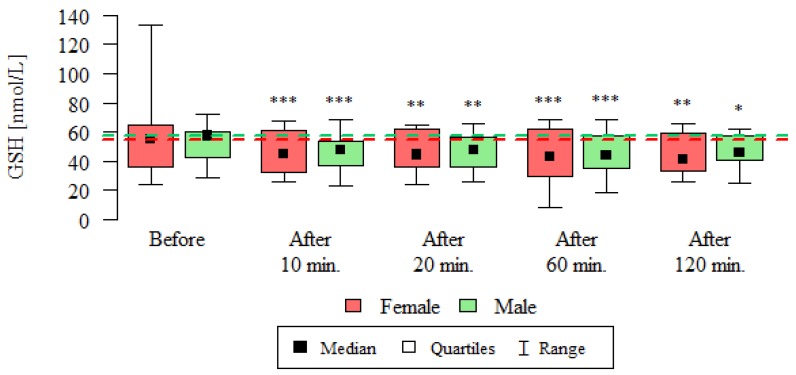 GSH [nmol/L]
140
120
100
80
60
40
20
0
*** *** ** ** *** *** ** *
Before After After After After
10 min. 20 min. 60 min. 120 min.
Female Male
Median Quartiles Range